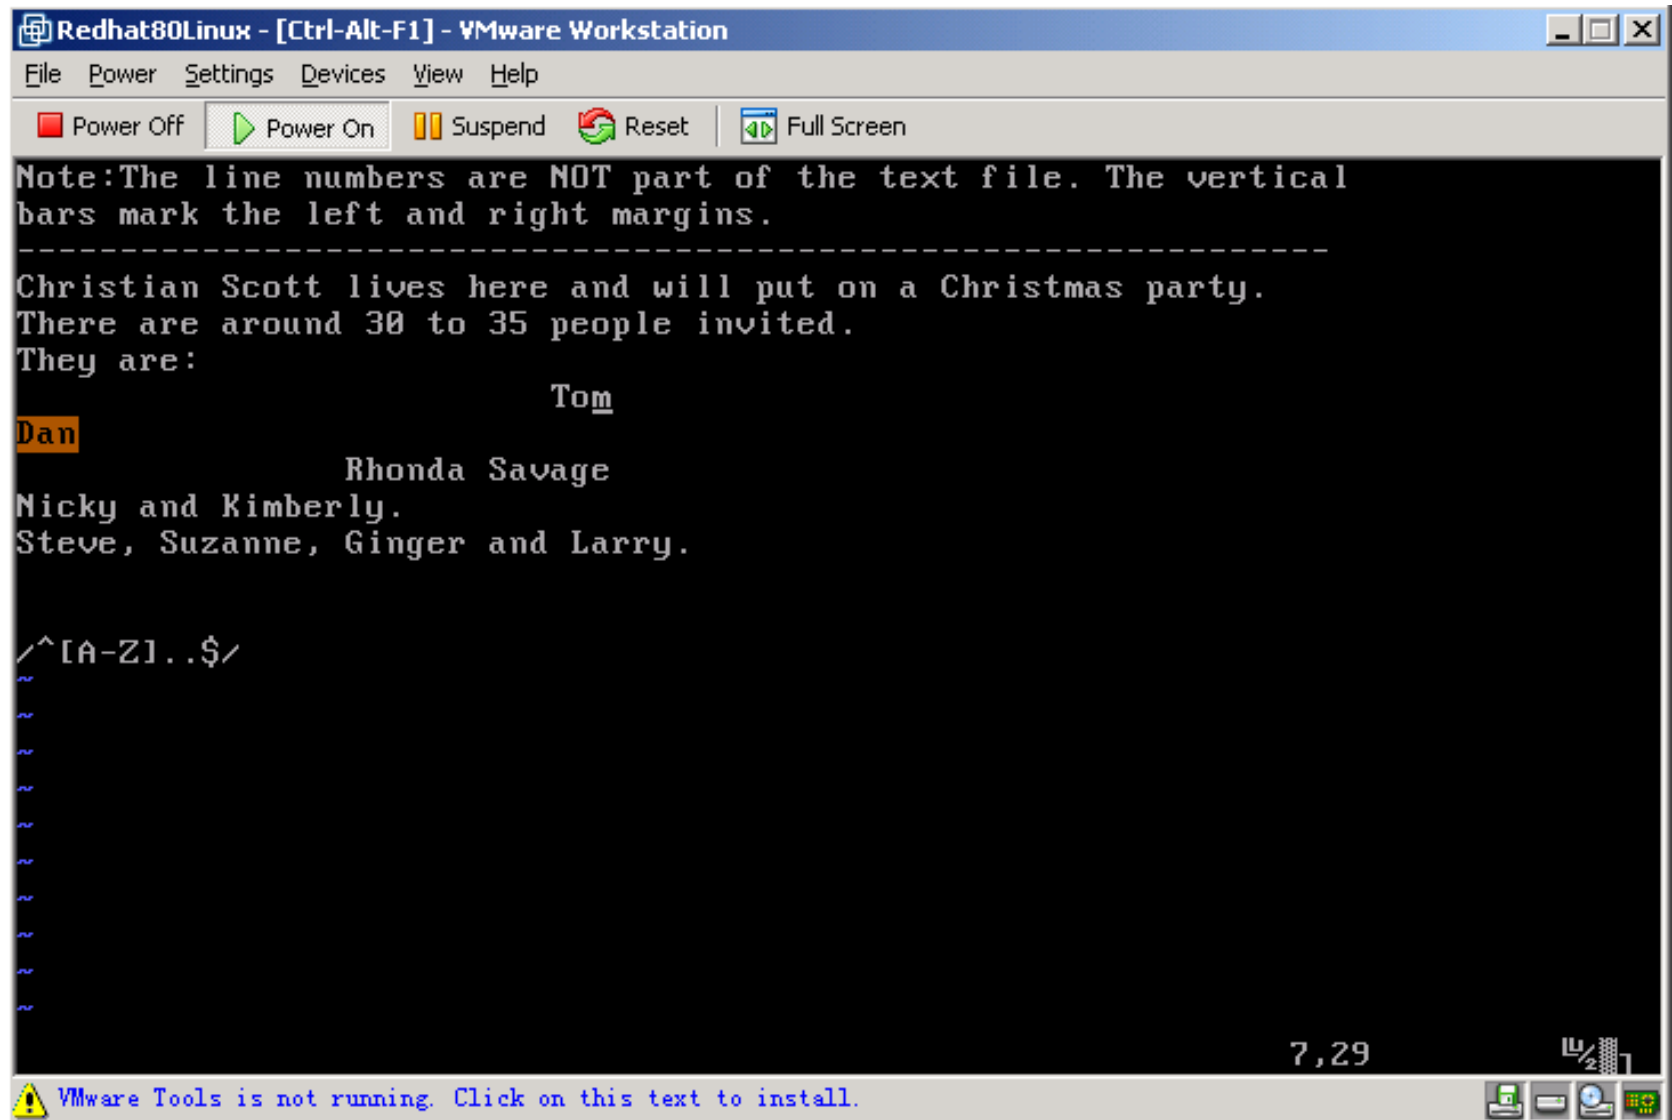 Redhat80Linux - [Ctrl-Alt-F1] - VMware Workstation
File Power Settings Devices View Help
Power Off Power On Suspend Reset Full Screen
Note:The line numbers are NOT part of the text file. The vertical
bars mark the left and right margins.
----------------------------------------------------------------
Christian Scott lives here and will put on a Christmas party.
There are around 30 to 35 people invited.
They are:
Tom
Dan
Rhonda Savage
Nicky and Kimberly.
Steve, Suzanne, Ginger and Larry.
/^[A-Z]..$/
~
~
~
~
~
~
~
~
~
~
7,29
VMware Tools is not running. Click on this text to install.